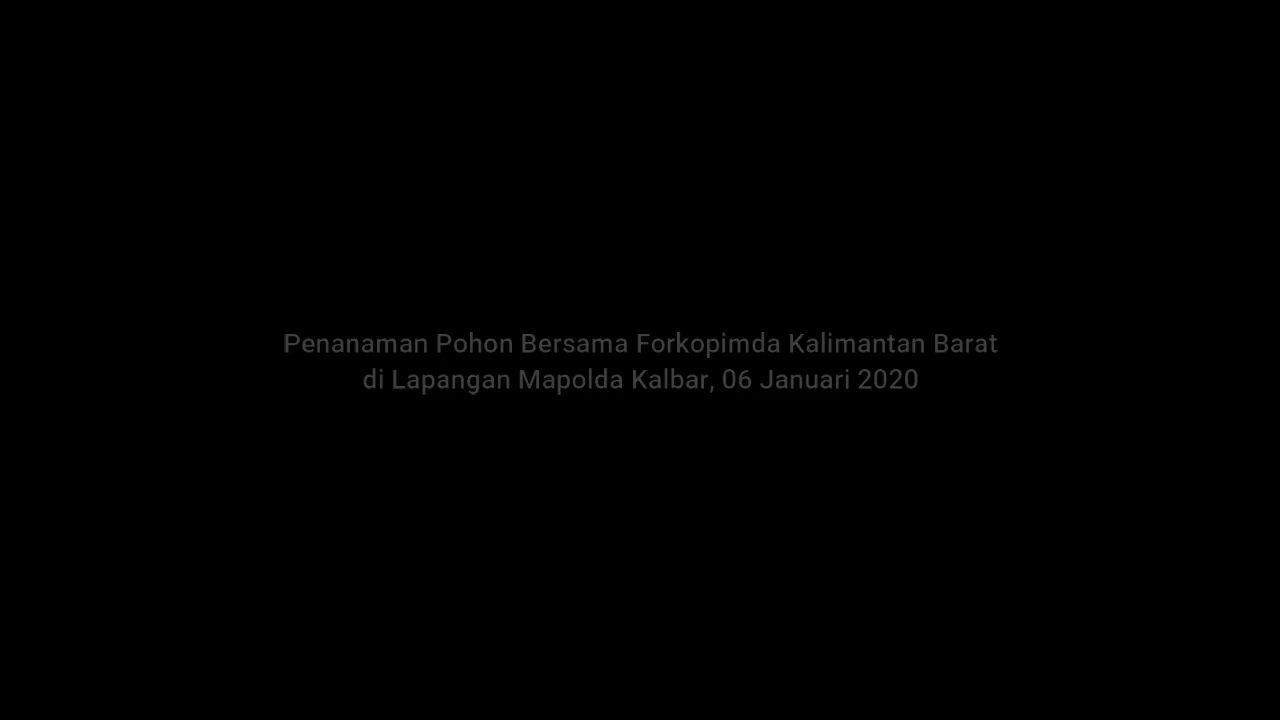 Penanaman Pohon Bersama Forkopimda Kalimantan Barat
di Lapangan Mapolda Kalbar, 06 Januari 2020